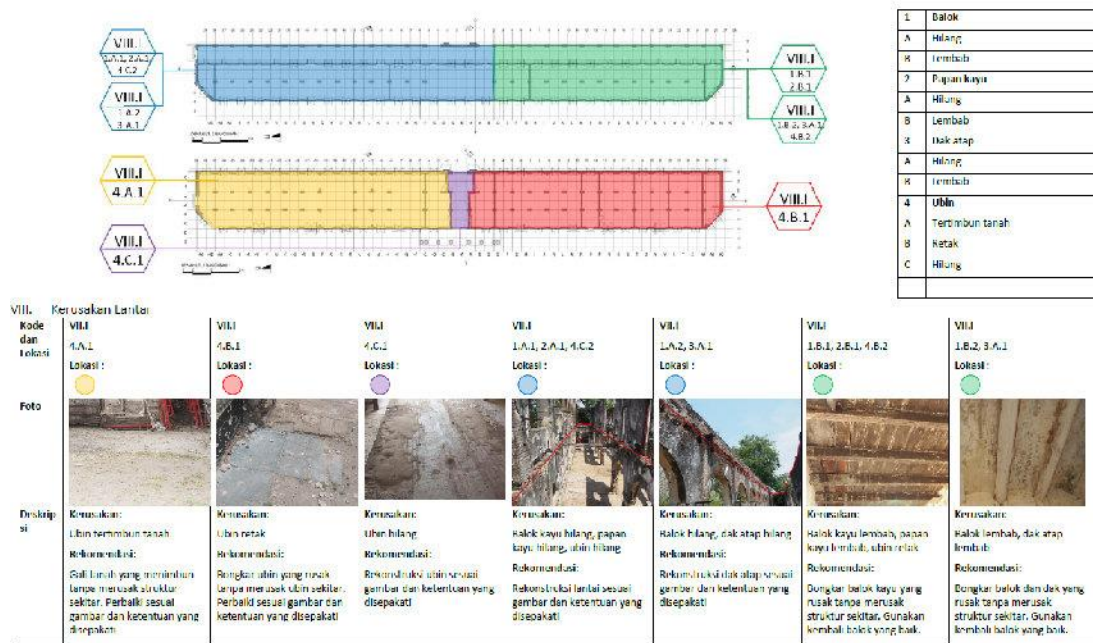 VIII.I
1.A.1, 2.A.1,
4.C.2
VIII.I
1.A.2
3.A.1
VIII.I
1.B.1
2.B.1
VIII.I
1.B.2, 3.A.1,
4.B.2
VIII.I
4.A.1
VIII.I
4.C.1
VIII.I
4.B.1
1 Balok
A Hilang
B Lembab
2 Papan kayu
A Hilang
B Lembab
3 Dak atap
A Hilang
B Lembab
4 Ubin
A Tertimbun tanah
B Retak
C Hilang
VIII. Kerusakan Lantai
Kode
dan
Lokasi
VII.I
4.A.1
Lokasi :
VII.I
4.B.1
Lokasi :
VII.I
4.C.1
Lokasi :
VII.I
1.A.1, 2.A.1, 4.C.2
Lokasi :
VII.I
1.A.2, 3.A.1
Lokasi :
VII.I
1.B.1, 2.B.1, 4.B.2
Lokasi :
VII.I
1.B.2, 3.A.1
Lokasi :
Foto
Deskrip
si
Kerusakan:
Ubin tertimbun tanah
Rekomendasi:
Gali tanah yang menimbun
tanpa merusak struktur
sekitar. Perbaiki sesuai
gambar dan ketentuan yang
disepakati
Kerusakan:
Ubin retak
Rekomendasi:
Bongkar ubin yang rusak
tanpa merusak ubin sekitar.
Perbaiki sesuai gambar dan
ketentuan yang disepakati
Kerusakan:
Ubin hilang
Rekomendasi:
Rekonstruksi ubin sesuai
gambar dan ketentuan yang
disepakati
Kerusakan:
Balok kayu hilang, papan
kayu hilang, ubin hilang
Rekomendasi:
Rekonstruksi lantai sesuai
gambar dan ketentuan yang
disepakati
Kerusakan:
Balok hilang, dak atap hilang
Rekomendasi:
Rekonstruksi dak atap sesuai
gambar dan ketentuan yang
disepakati
Kerusakan:
Balok kayu lembab, papan
kayu lembab, ubin retak
Rekomendasi:
Bongkar balok kayu yang
rusak tanpa merusak
struktur sekitar. Gunakan
kembali balok yang baik.
Kerusakan:
Balok lembab, dak atap
lembab
Rekomendasi:
Bongkar balok dan dak yang
rusak tanpa merusak
struktur sekitar. Gunakan
kembali balok yang baik.